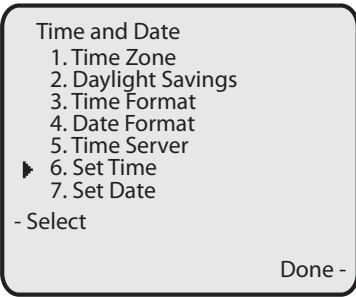 Time and Date
1. Time Zone
2. Daylight Savings
3. Time Format
4. Date Format
5. Time Server
6. Set Time
7. Set Date
- Select
Done -